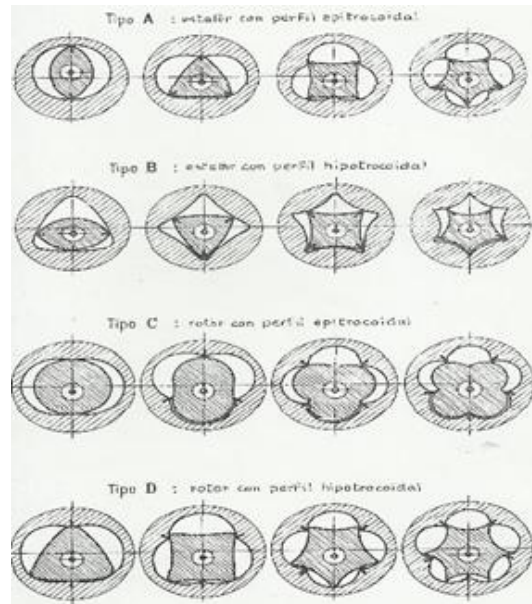 Tipo A : estator con perfil epitrocoidal
Tipo B : estator con perfil hipotrocoidal
Tipo C : rotor con perfil epitrocoidal
Tipo D : rotor con perfil hipotrocoidal